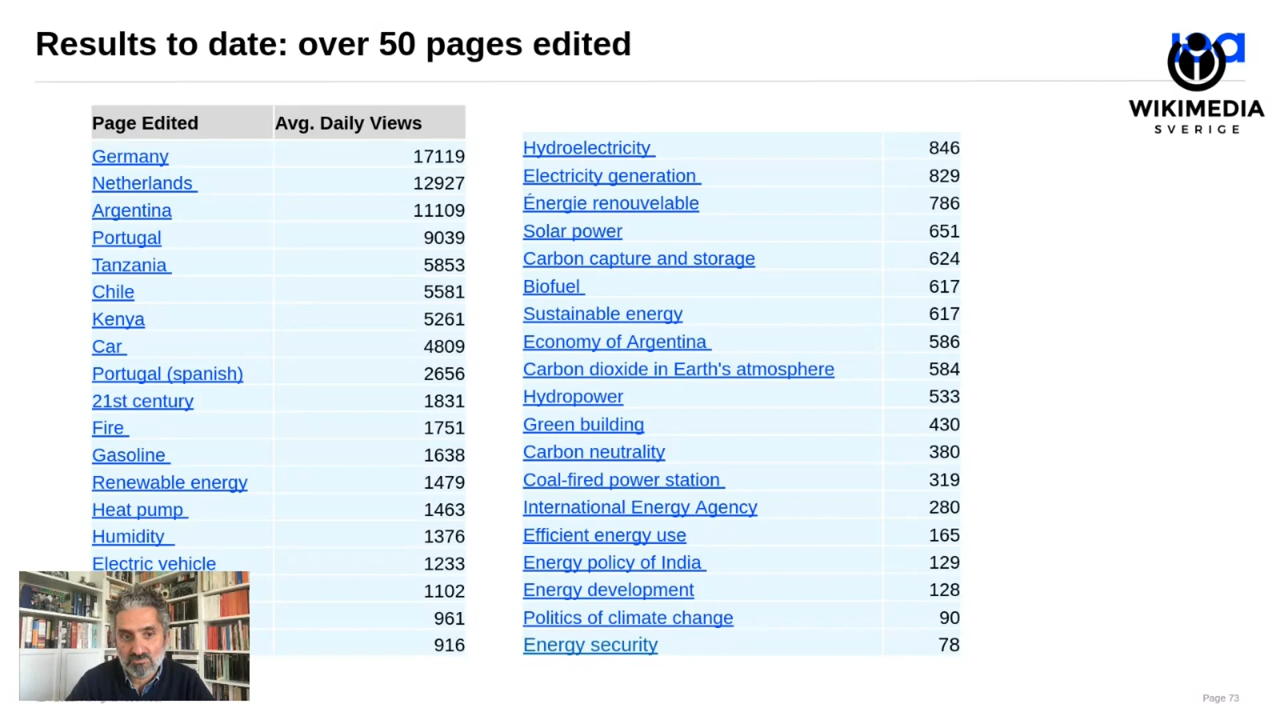 Results to date: over 50 pages edited
WIKIMEDIA
SVERIGE
Page Edited Avg. Daily Views
Germany 17119
Netherlands 12927
Argentina 11109
Portugal 9039
Tanzania 5853
Chile 5581
Kenya 5261
Car 4809
Portugal (spanish) 2656
21st century 1831
Fire 1751
Gasoline 1638
Renewable energy 1479
Heat pump 1463
Humidity 1376
Electric vehicle 1233
1102
961
916
Hydroelectricity 846
Electricity generation 829
Énergie renouvelable 786
Solar power 651
Carbon capture and storage 624
Biofuel 617
Sustainable energy 617
Economy of Argentina 586
Carbon dioxide in Earth's atmosphere 584
Hydropower 533
Green building 430
Carbon neutrality 380
Coal-fired power station 319
International Energy Agency 280
Efficient energy use 165
Energy policy of India 129
Energy development 128
Politics of climate change 90
Energy security 78
Page 73